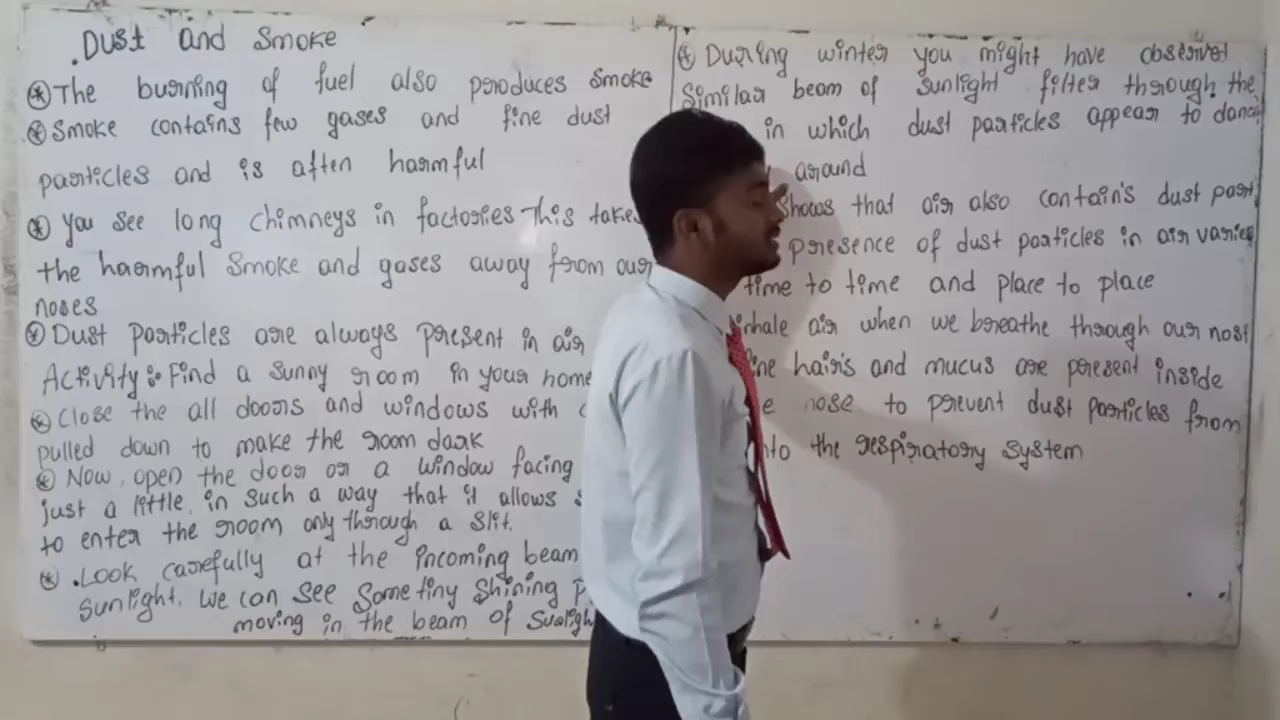 Dust and Smoke
The burning of fuel also produces smoke
Smoke contains few gases and fine dust
particles and is often harmful
you see long chimneys in factories This takes
the harmful smoke and gases away from our
noses
Dust particles are always present in air
Activity: Find a sunny room in your home
Close the all doors and windows with
pulled down to make the room dark
Now, open the door or a window facing
just a little, in such a way that it allows
to enter the room only through a slit.
Look carefully at the incoming beam
sunlight. we can see some tiny shining
moving in the beam of
During winter you might have observed
Similar beam of sunlight filter through the
in which dust particles appear to
around
shows that air also contain's dust
presence of dust particles in air varies
time to time and place to place
inhale air when we breathe through our
hairs and mucus are present inside
nose to prevent dust particles from
the respiratory system